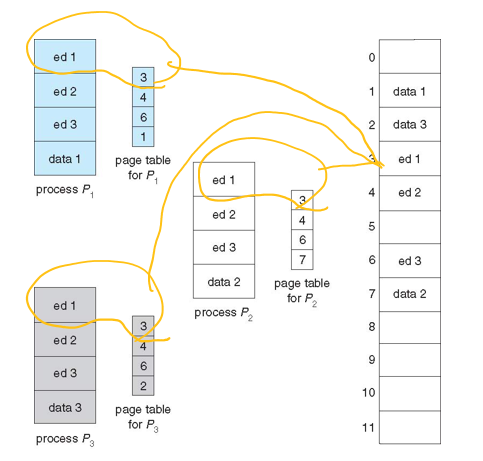 ed 1
ed 2
ed 3
data 1
process P1
3
4
6
1
page table
for P1
ed 1
ed 2
ed 3
data 2
process P2
3
4
6
7
page table
for P2
ed 1
ed 2
ed 3
data 3
process P3
3
4
6
2
page table
for P3
0
1 data 1
2 data 3
3 ed 1
4 ed 2
5
6 ed 3
7 data 2
8
9
10
11